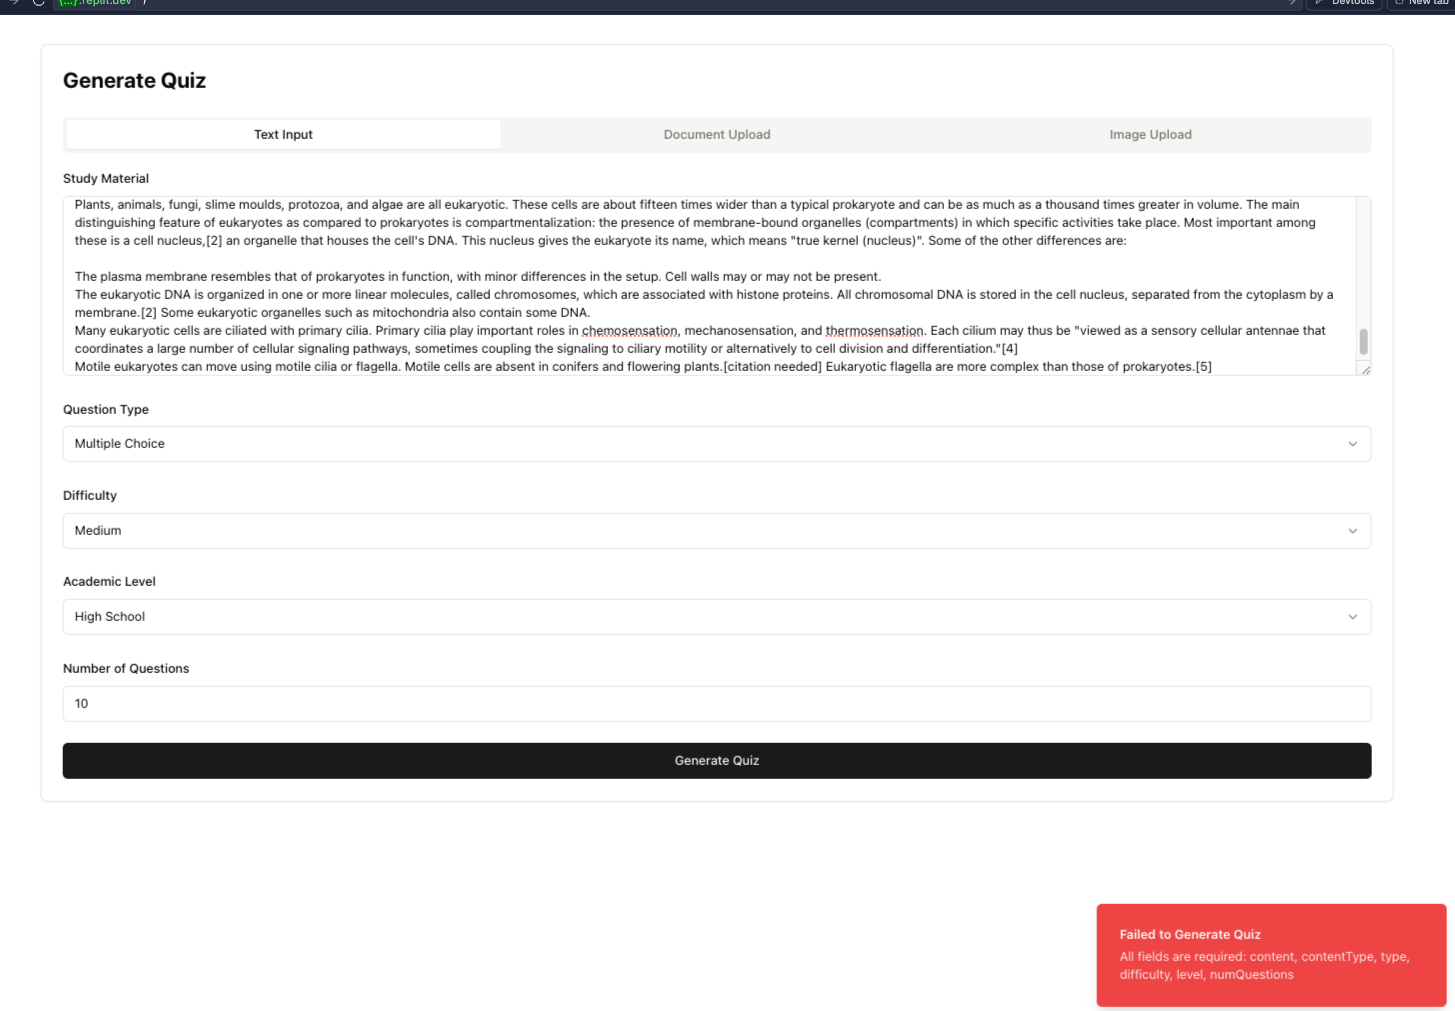 Devtools
New tab
Generate Quiz
Text Input
Document Upload
Image Upload
Study Material
Plants, animals, fungi, slime moulds, protozoa, and algae are all eukaryotic. These cells are about fifteen times wider than a typical prokaryote and can be as much as a thousand times greater in volume. The main
distinguishing feature of eukaryotes as compared to prokaryotes is compartmentalization: the presence of membrane-bound organelles (compartments) in which specific activities take place. Most important among
these is a cell nucleus,[2] an organelle that houses the cell's DNA. This nucleus gives the eukaryote its name, which means "true kernel (nucleus)". Some of the other differences are:
The plasma membrane resembles that of prokaryotes in function, with minor differences in the setup. Cell walls may or may not be present.
The eukaryotic DNA is organized in one or more linear molecules, called chromosomes, which are associated with histone proteins. All chromosomal DNA is stored in the cell nucleus, separated from the cytoplasm by a
membrane.[2] Some eukaryotic organelles such as mitochondria also contain some DNA.
Many eukaryotic cells are ciliated with primary cilia. Primary cilia play important roles in chemosensation, mechanosensation, and thermosensation. Each cilium may thus be "viewed as a sensory cellular antennae that
coordinates a large number of cellular signaling pathways, sometimes coupling the signaling to ciliary motility or alternatively to cell division and differentiation."[4]
Motile eukaryotes can move using motile cilia or flagella. Motile cells are absent in conifers and flowering plants.[citation needed] Eukaryotic flagella are more complex than those of prokaryotes.[5]
Question Type
Multiple Choice
Difficulty
Medium
Academic Level
High School
Number of Questions
10
Generate Quiz
Failed to Generate Quiz
All fields are required: content, contentType, type,
difficulty, level, numQuestions